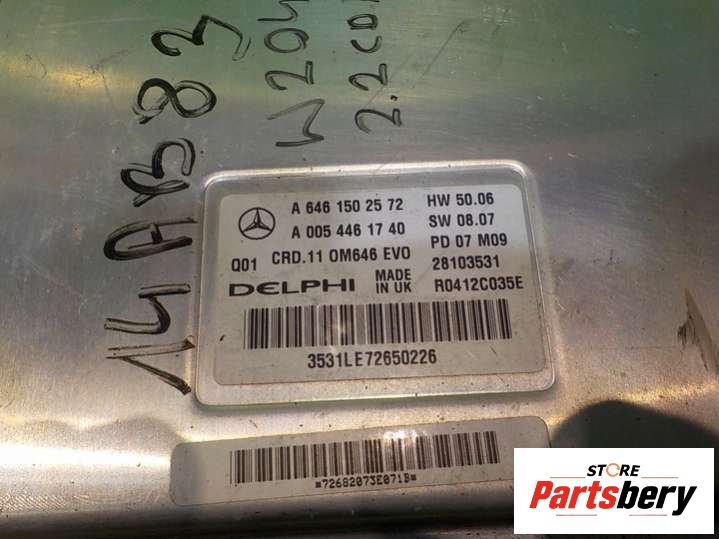 14AB83
W204
2.2CDI
A 646 150 25 72
HW 50.06
A 005 446 17 40
SW 08.07
PD 07 M09
Q01 CRD.11 OM646 EVO
28103531
DELPHI
MADE IN UK
R0412C035E
3531LE72650226
*72682073E071B*
STORE
Partsbery